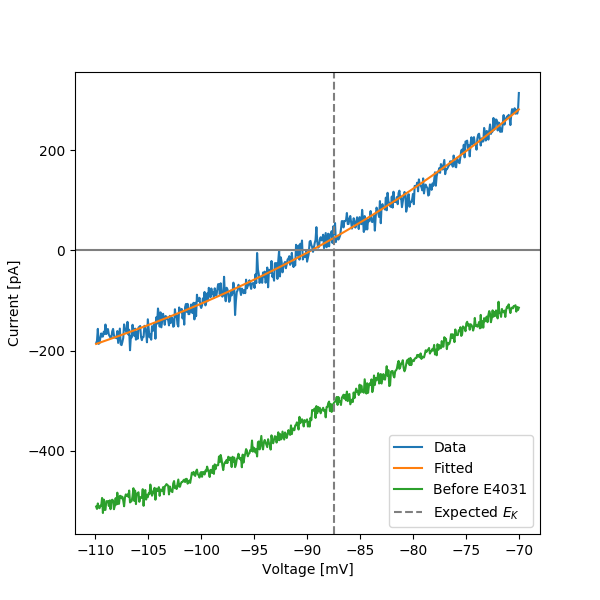 200
0
−200
−400
Current [pA]
−110
−105
−100
−95
−90
−85
−80
−75
−70
Voltage [mV]
Data
Fitted
Before E4031
Expected E_K